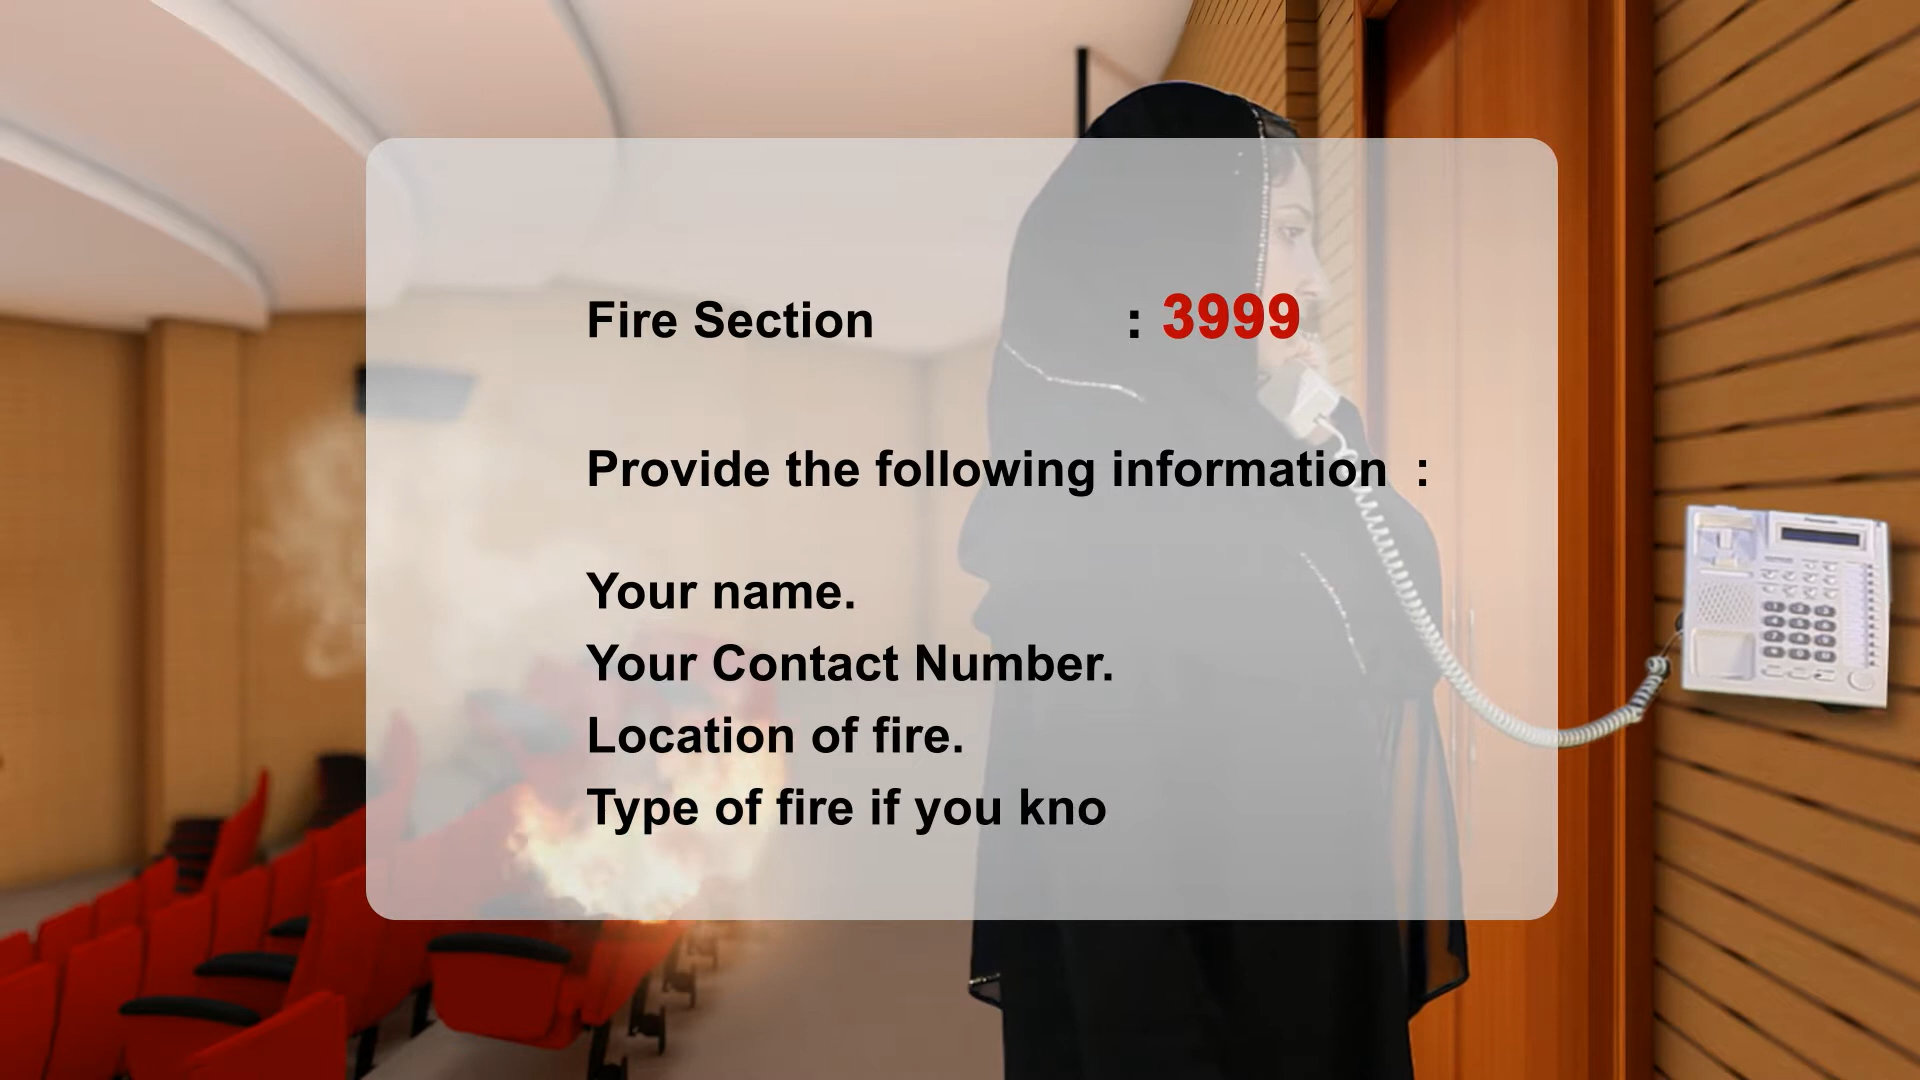 Fire Section : 3999
Provide the following information :
Your name.
Your Contact Number.
Location of fire.
Type of fire if you kno